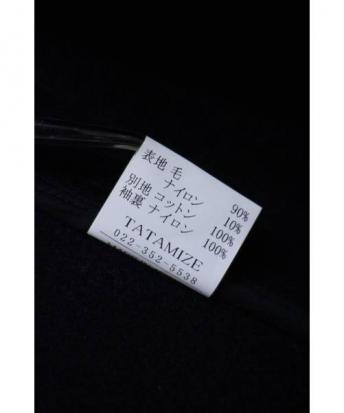 表地 毛 90%
ナイロン 10%
別地 コットン 100%
袖裏 ナイロン 100%
TATAMIZE
022-352-5538